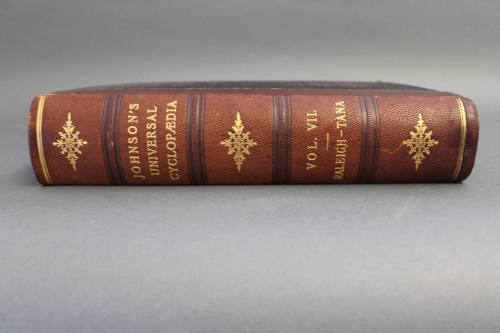 JOHNSON'S
UNIVERSAL
CYCLOPÆDIA
VOL. VII.
RALEIGH–TANA